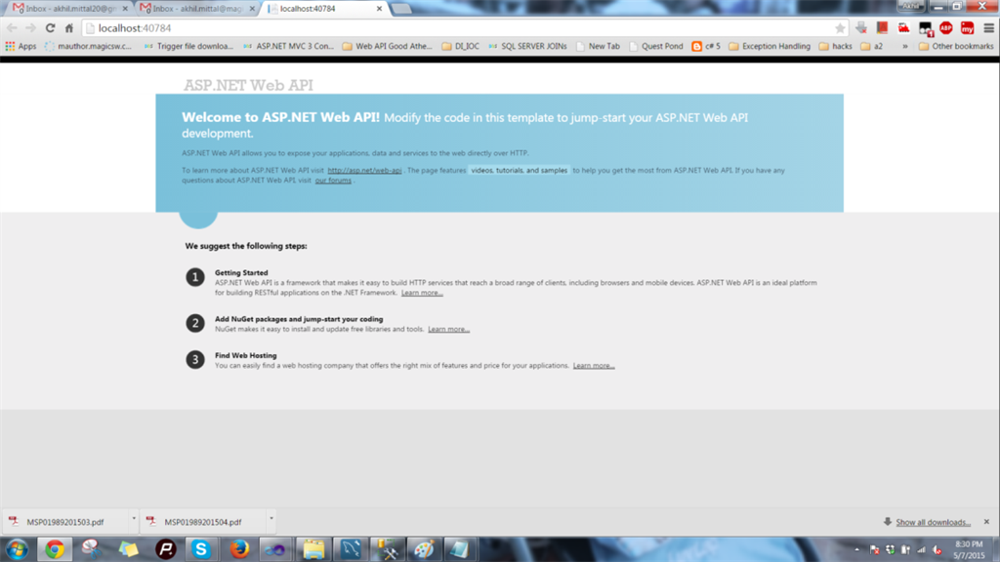 Inbox - akhil.mittal20@gm
Inbox - akhil.mittal@mag
localhost:40784
Akhil
localhost:40784
ABP
my
Apps
mauthor.magicsw.c...
Trigger file downloa...
ASP.NET MVC 3 Con...
Web API Good Athe...
DI_IOC
SQL SERVER JOINs
New Tab
Quest Pond
c# 5
Exception Handling
hacks
a2
»
Other bookmarks
ASP.NET Web API
Welcome to ASP.NET Web API! Modify the code in this template to jump-start your ASP.NET Web API
development.
ASP.NET Web API allows you to expose your applications, data and services to the web directly over HTTP.
To learn more about ASP.NET Web API visit http://asp.net/web-api . The page features videos, tutorials, and samples to help you get the most from ASP.NET Web API. If you have any
questions about ASP.NET Web API, visit our forums .
We suggest the following steps:
1
Getting Started
ASP.NET Web API is a framework that makes it easy to build HTTP services that reach a broad range of clients, including browsers and mobile devices. ASP.NET Web API is an ideal platform
for building RESTful applications on the .NET Framework. Learn more...
2
Add NuGet packages and jump-start your coding
NuGet makes it easy to install and update free libraries and tools. Learn more...
3
Find Web Hosting
You can easily find a web hosting company that offers the right mix of features and price for your applications. Learn more...
MSP01989201503.pdf
MSP01989201504.pdf
Show all downloads...
8:30 PM
5/7/2015